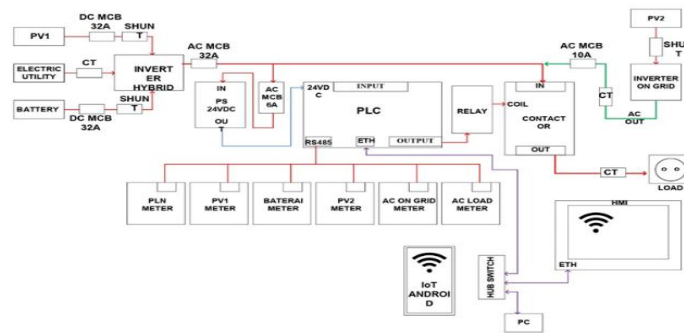 DC MCB
32A
SHUN
T
PV1
ELECTRIC
UTILITY
CT
BATTERY
DC MCB
32A
SHUN
T
INVERT
ER
HYBRID
AC MCB
32A
IN
PS
24VDC
OU
T
AC
MCB
6A
24VD
C
INPUT
PLC
RS485
ETH
OUTPUT
RELAY
COIL
IN
CONTACT
OR
OUT
AC MCB
10A
CT
AC
OUT
PV2
SHU
NT
INVERTER
ON GRID
CT
LOAD
PLN
METER
PV1
METER
BATERAI
METER
PV2
METER
AC ON GRID
METER
AC LOAD
METER
IoT
ANDROI
D
HUB SWITCH
PC
HMI
ETH